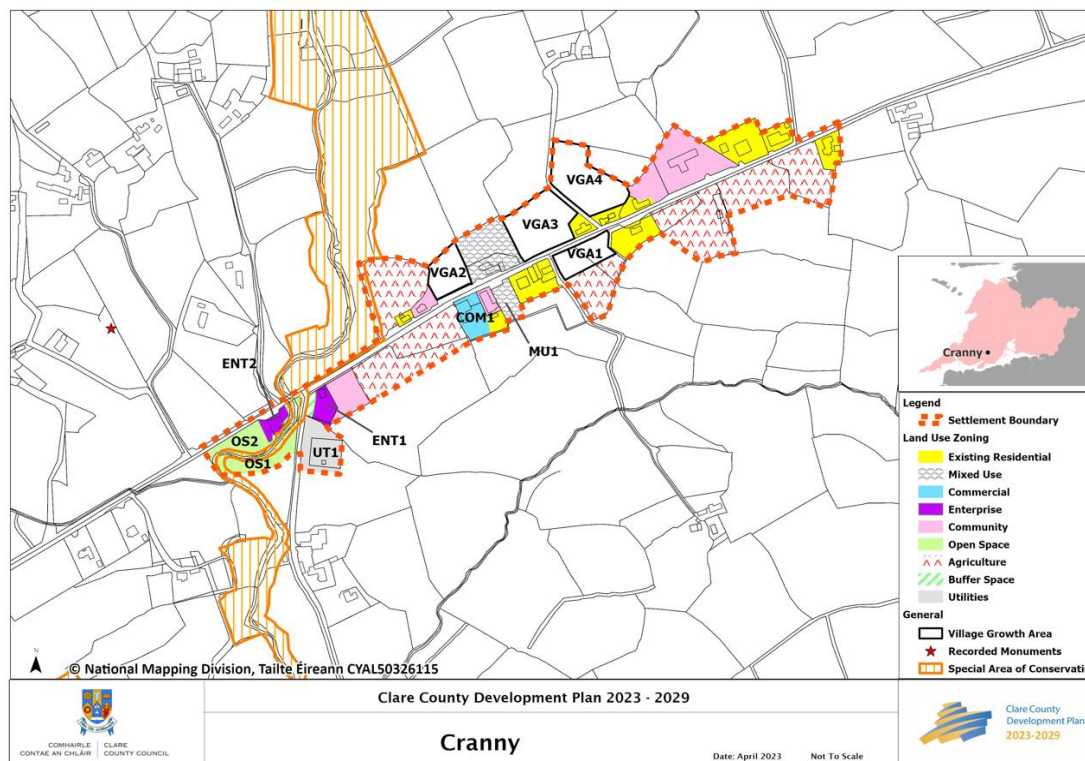 VGA4
VGA3
VGA1
VGA2
COM1
MU1
ENT2
ENT1
OS2
OS1
UT1
Cranny
Legend
Settlement Boundary
Land Use Zoning
Existing Residential
Mixed Use
Commercial
Enterprise
Community
Open Space
Agriculture
Buffer Space
Utilities
General
Village Growth Area
Recorded Monuments
Special Area of Conservatio
© National Mapping Division, Tailte Éireann CYAL50326115
COMHAIRLE
CONTAE AN CHLÁIR
CLARE
COUNTY COUNCIL
Clare County Development Plan 2023 - 2029
Cranny
Date: April 2023 Not To Scale
Clare County
Development Plan
2023-2029